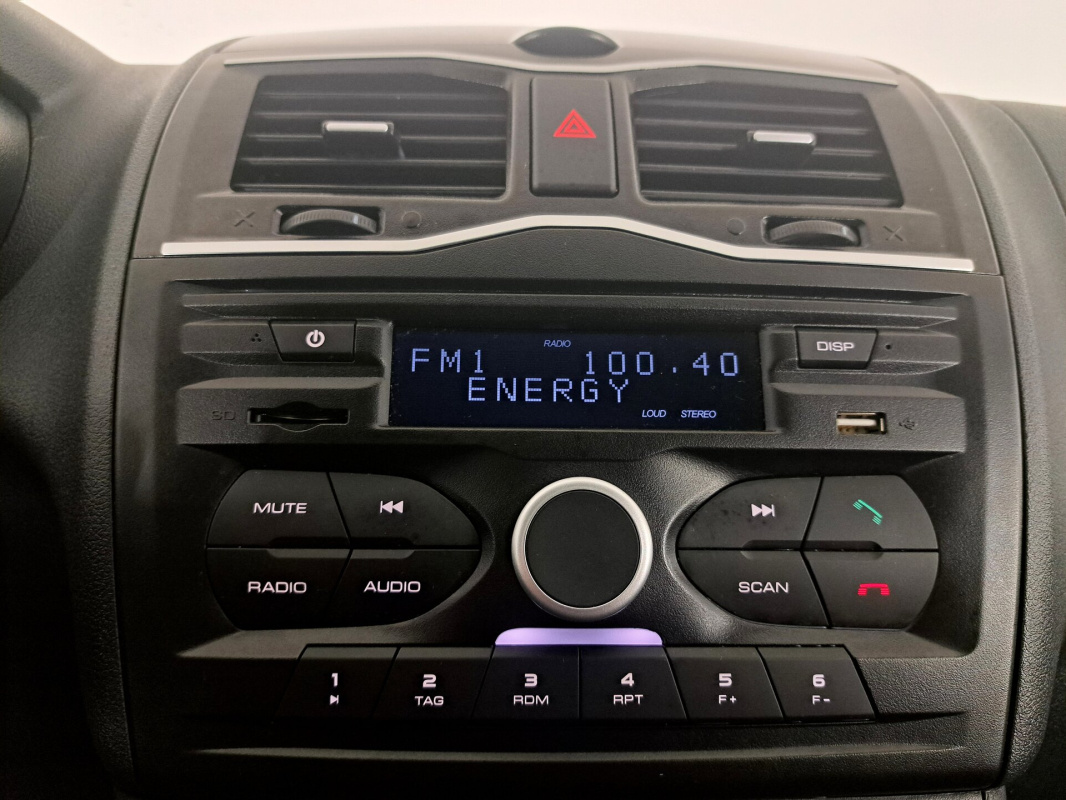 DISP
RADIO
FM1 100.40
ENERGY
LOUD STEREO
SD
MUTE
RADIO AUDIO
SCAN
1 2 3 4 5 6
TAG RDM RPT F+ F-